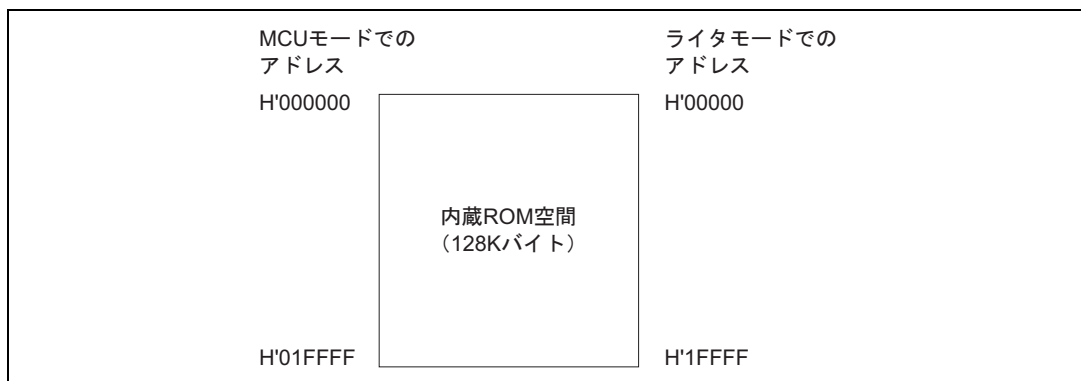 MCUモードでの
アドレス
ライタモードでの
アドレス
H'000000
H'00000
内蔵ROM空間
（128Kバイト）
H'01FFFF
H'1FFFF